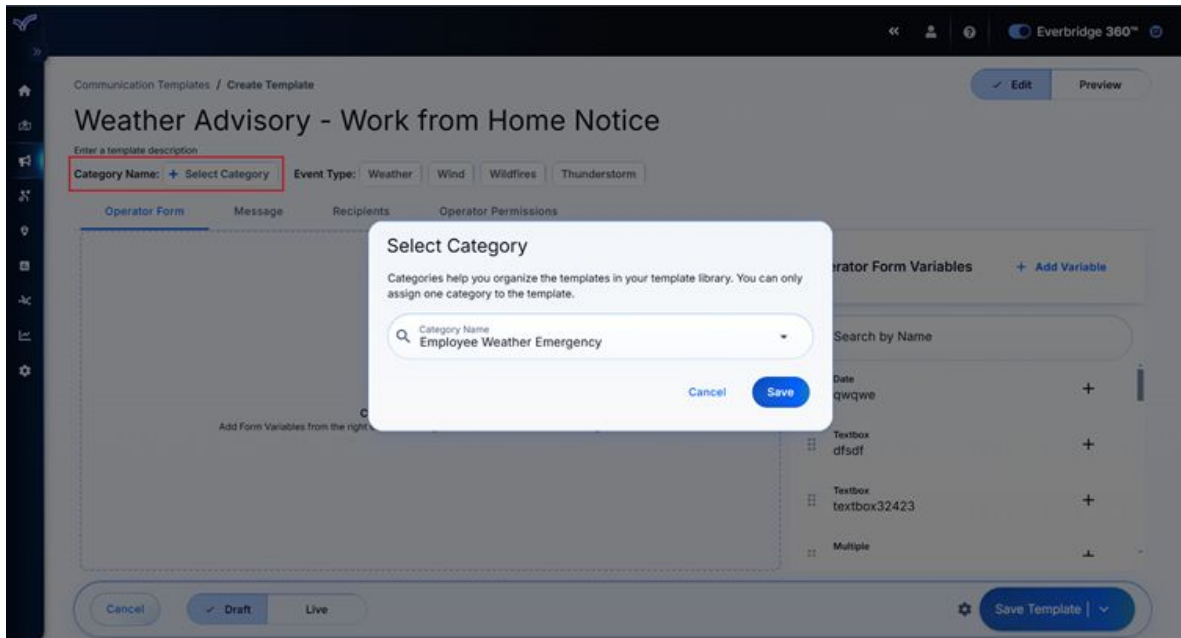 Everbridge 360™
Communication Templates / Create Template
Edit
Preview
Weather Advisory - Work from Home Notice
Enter a template description
Category Name: + Select Category
Event Type: Weather Wind Wildfires Thunderstorm
Operator Form
Message
Recipients
Operator Permissions
Select Category
Categories help you organize the templates in your template library. You can only
assign one category to the template.
Category Name
Employee Weather Emergency
Cancel
Save
Form Variables
+ Add Variable
Search by Name
Date
qwqwe
Textbox
dfsdf
Textbox
textbox32423
Multiple
Add Form Variables from the right
Cancel
Draft
Live
Save Template